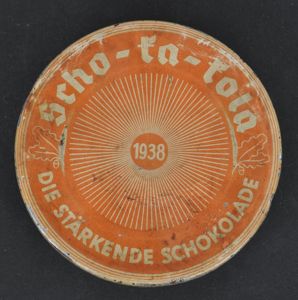 Scho-ka-kola
1938
DIE STÄRKENDE SCHOKOLADE